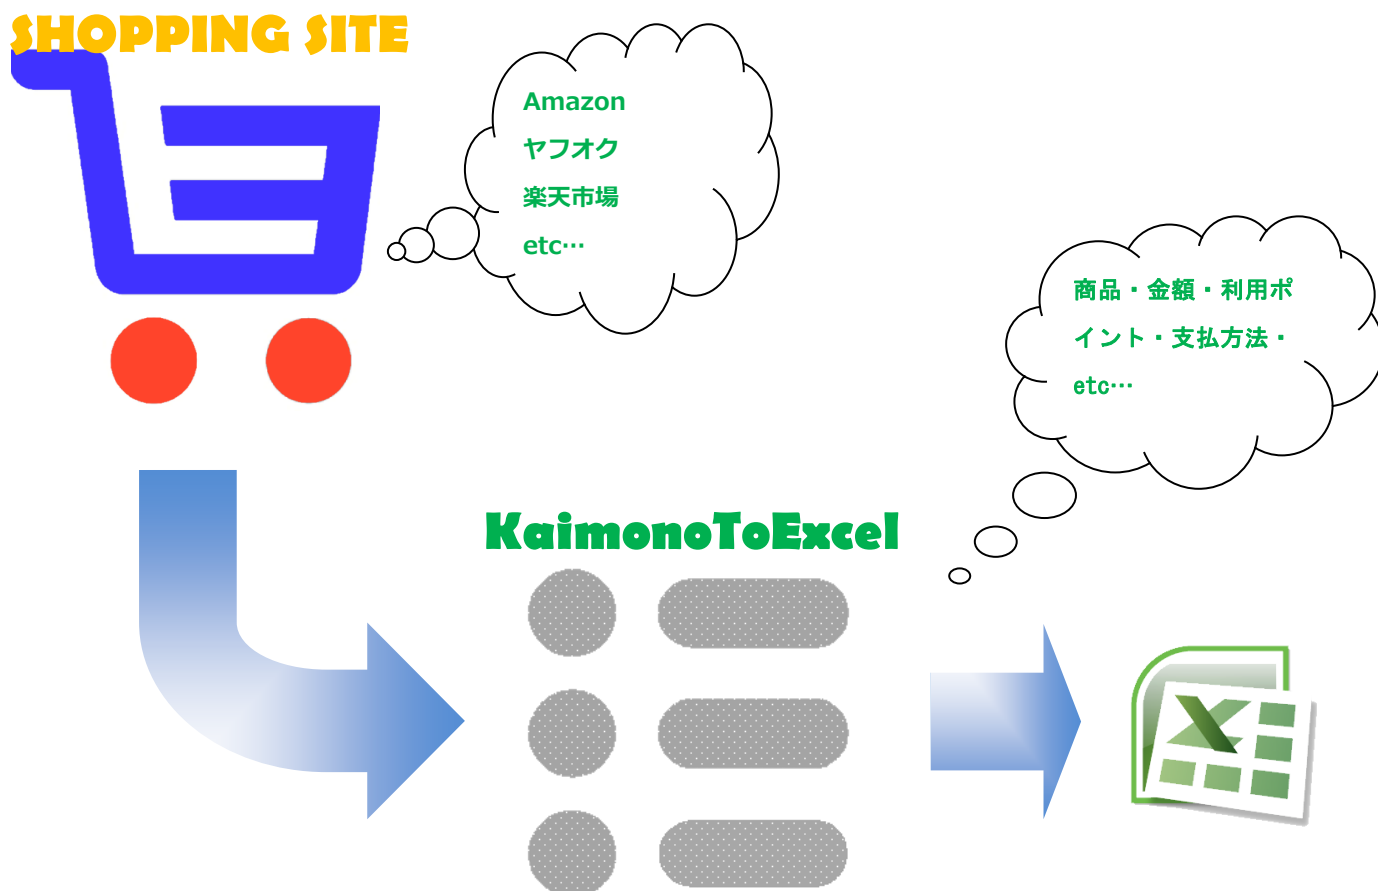 SHOPPING SITE
Amazon
ヤフオク
楽天市場
etc…
商品・金額・利用ポ
イント・支払方法・
etc…
KaimonoToExcel